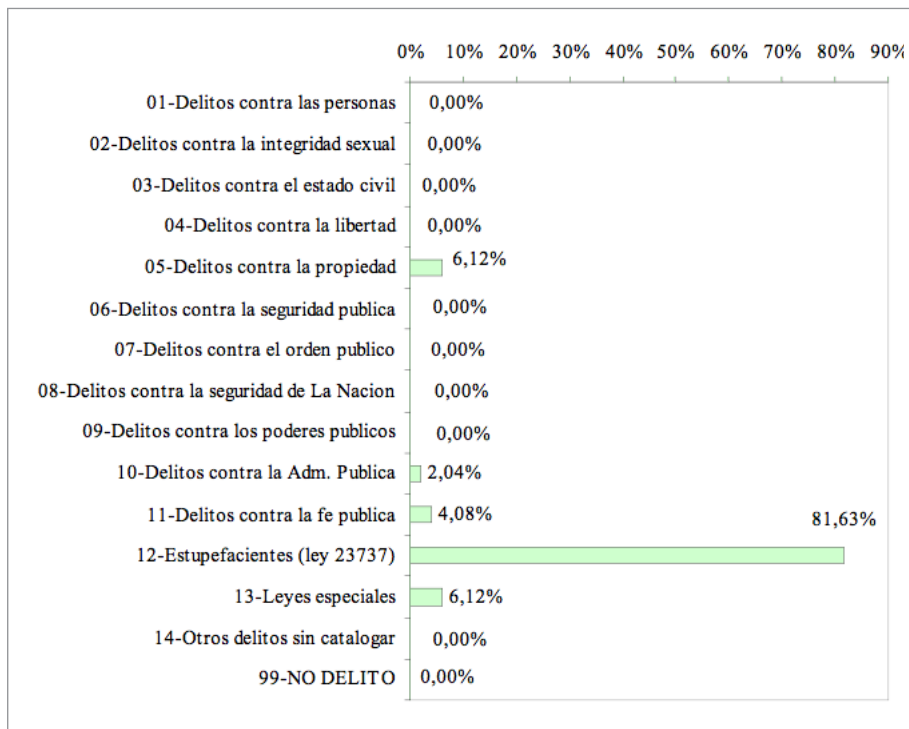 0% 10% 20% 30% 40% 50% 60% 70% 80% 90%
01-Delitos contra las personas 0,00%
02-Delitos contra la integridad sexual 0,00%
03-Delitos contra el estado civil 0,00%
04-Delitos contra la libertad 0,00%
05-Delitos contra la propiedad 6,12%
06-Delitos contra la seguridad publica 0,00%
07-Delitos contra el orden publico 0,00%
08-Delitos contra la seguridad de La Nacion 0,00%
09-Delitos contra los poderes publicos 0,00%
10-Delitos contra la Adm. Publica 2,04%
11-Delitos contra la fe publica 4,08%
12-Estupefacientes (ley 23737) 81,63%
13-Leyes especiales 6,12%
14-Otros delitos sin catalogar 0,00%
99-NO DELITO 0,00%